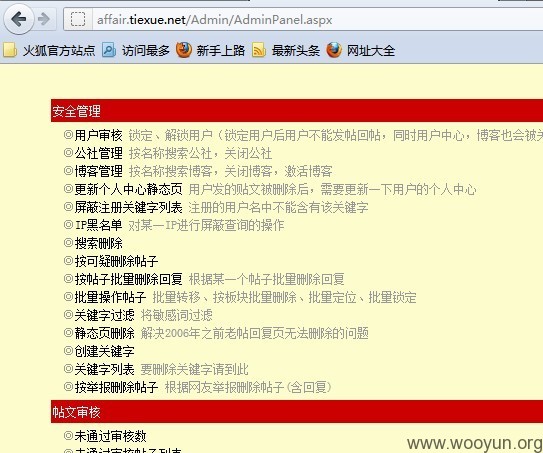 affair.tiexue.net/Admin/AdminPanel.aspx
火狐官方站点 访问最多 新手上路 最新头条 网址大全
安全管理
用户审核 锁定、解锁用户（锁定用户后用户不能发帖回帖，同时用户中心，博客也会被关
公社管理 按名称搜索公社，关闭公社
博客管理 按名称搜索博客，关闭博客，激活博客
更新个人中心静态页 用户发的贴文被删除后，需要更新一下用户的个人中心
屏蔽注册关键字列表 注册的用户名中不能含有该关键字
IP黑名单 对某一IP进行屏蔽查询的操作
搜索删除
按可疑删除帖子
按帖子批量删除回复 根据某一个帖子批量删除回复
批量操作帖子 批量转移、按板块批量删除、批量定位、批量锁定
关键字过滤 将敏感词过滤
静态页删除 解决2006年之前老帖回复页无法删除的问题
创建关键字
关键字列表 要删除关键字请到此
按举报删除帖子 根据网友举报删除帖子(含回复)
帖文审核
未通过审核数
未通过审核帖子列表
www.wooyun.org